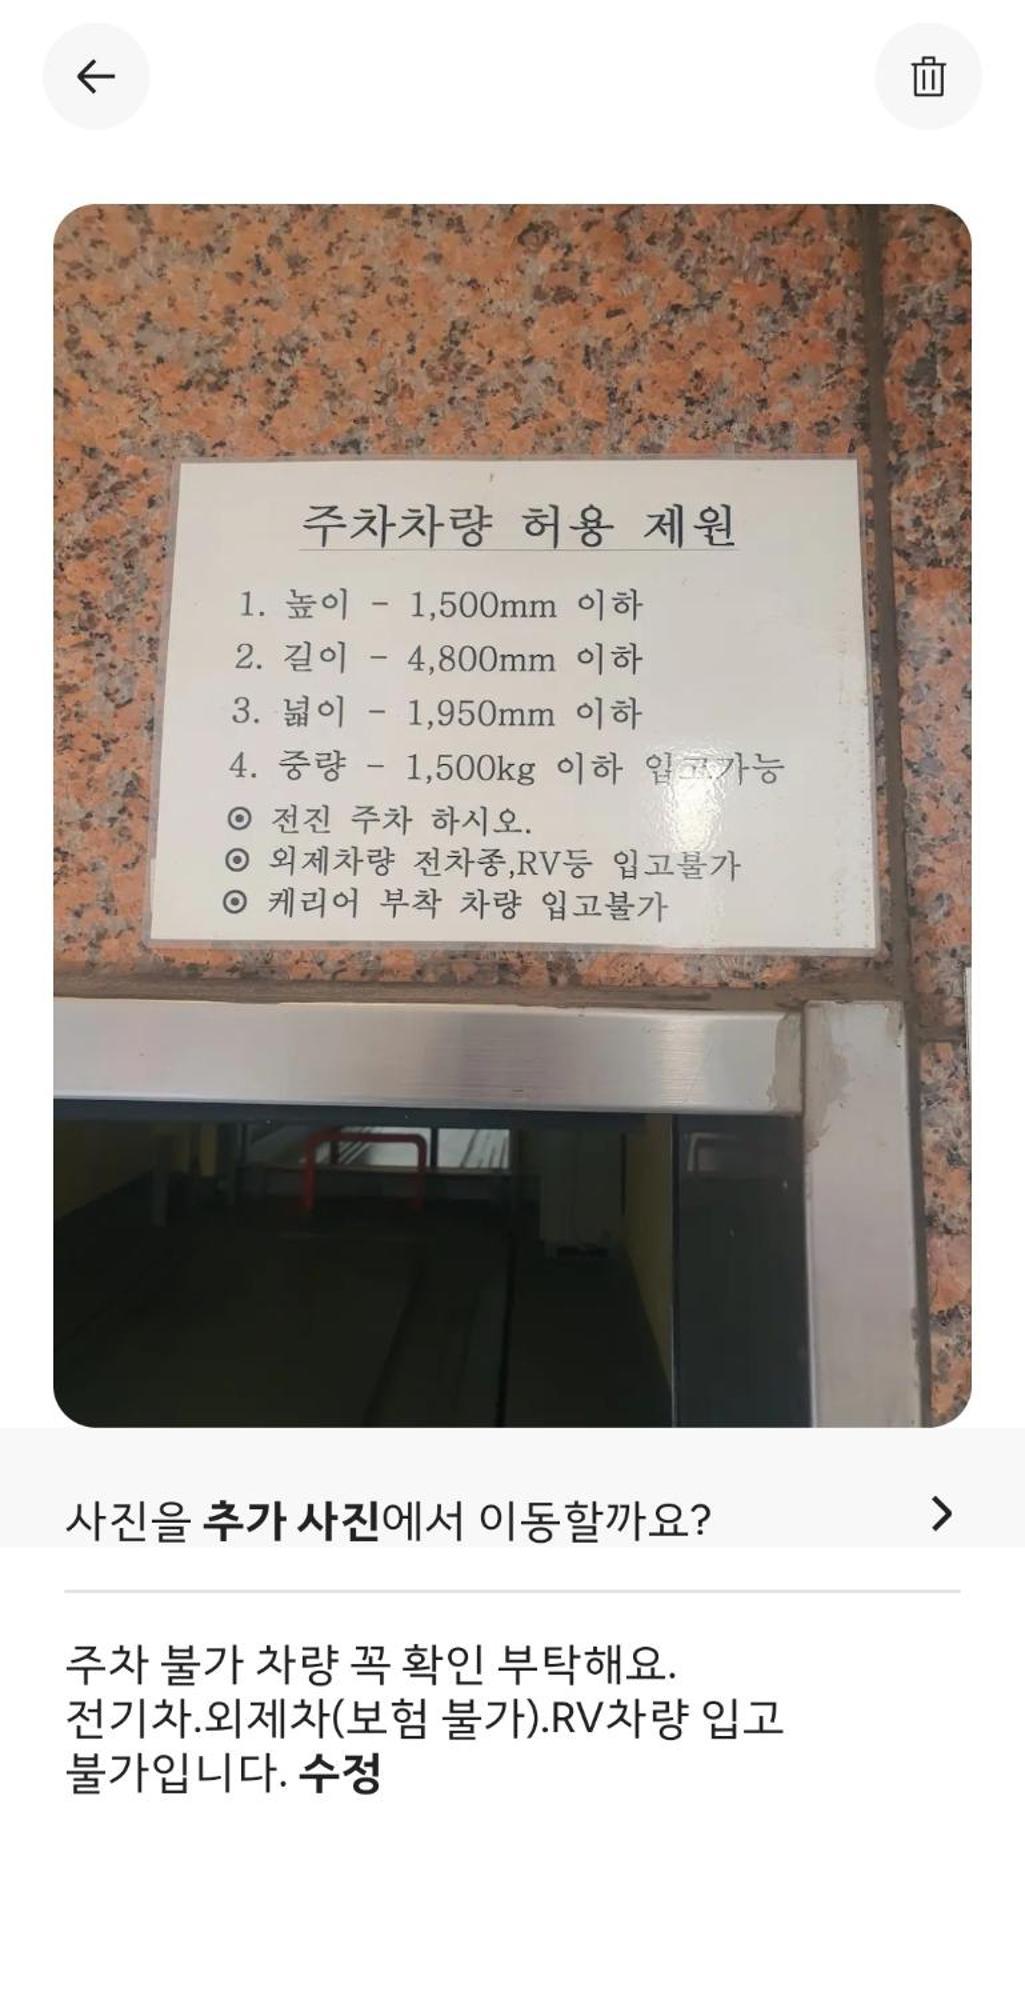 주차차량 허용 제원
1. 높이 - 1,500mm 이하
2. 길이 - 4,800mm 이하
3. 넓이 - 1,950mm 이하
4. 중량 - 1,500kg 이하 입고가능
⊙ 전진 주차 하시오.
⊙ 외제차량 전차종,RV등 입고불가
⊙ 케리어 부착 차량 입고불가
사진을 추가 사진에서 이동할까요?
주차 불가 차량 꼭 확인 부탁해요.
전기차.외제차(보험 불가).RV차량 입고
불가입니다. 수정